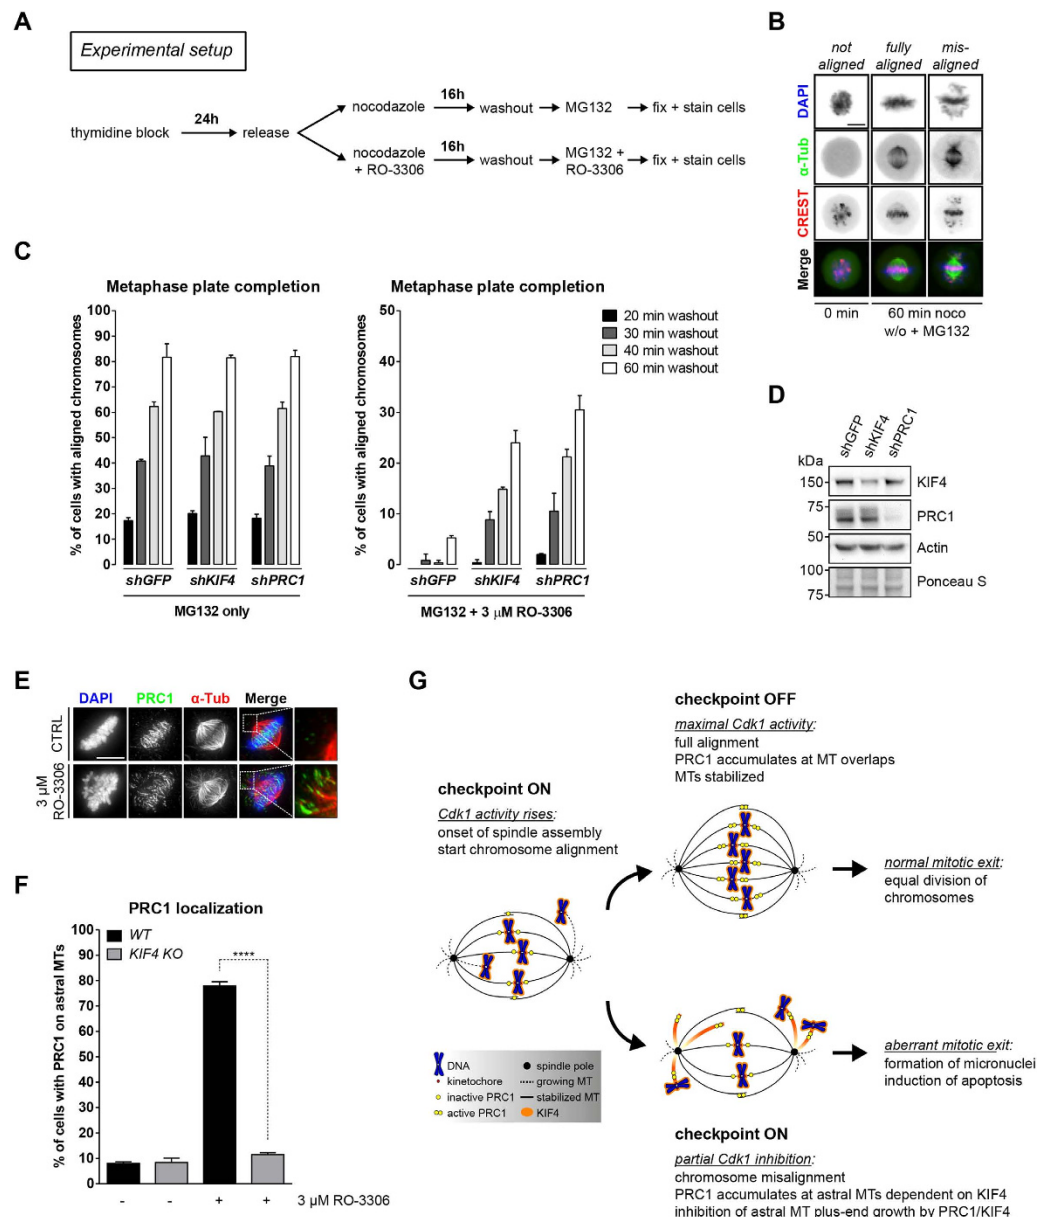 A
Experimental setup
thymidine block
24h
release
nocodazole
16h
washout
MG132
fix + stain cells
nocodazole
+ RO-3306
16h
washout
MG132 +
RO-3306
fix + stain cells
B
not
aligned
fully
aligned
mis-
aligned
DAPI
α-Tub
CREST
Merge
0 min
60 min noco
w/o + MG132
C
Metaphase plate completion
% of cells with aligned chromosomes
100
90
80
70
60
50
40
30
20
10
0
shGFP
shKIF4
shPRC1
MG132 only
Metaphase plate completion
% of cells with aligned chromosomes
50
40
30
20
10
0
shGFP
shKIF4
shPRC1
MG132 + 3 µM RO-3306
20 min washout
30 min washout
40 min washout
60 min washout
D
shGFP
shKIF4
shPRC1
kDa
150
KIF4
75
PRC1
50
Actin
100
Ponceau S
75
E
DAPI
PRC1
α-Tub
Merge
CTRL
3 µM
RO-3306
F
PRC1 localization
% of cells with PRC1 on astral MTs
100
90
80
70
60
50
40
30
20
10
0
WT
KIF4 KO
****
- - + + 3 µM RO-3306
G
checkpoint ON
Cdk1 activity rises:
onset of spindle assembly
start chromosome alignment
checkpoint OFF
maximal Cdk1 activity:
full alignment
PRC1 accumulates at MT overlaps
MTs stabilized
normal mitotic exit:
equal division of
chromosomes
aberrant mitotic exit:
formation of micronuclei
induction of apoptosis
DNA
kinetochore
inactive PRC1
active PRC1
spindle pole
growing MT
stabilized MT
KIF4
checkpoint ON
partial Cdk1 inhibition:
chromosome misalignment
PRC1 accumulates at astral MTs dependent on KIF4
inhibition of astral MT plus-end growth by PRC1/KIF4